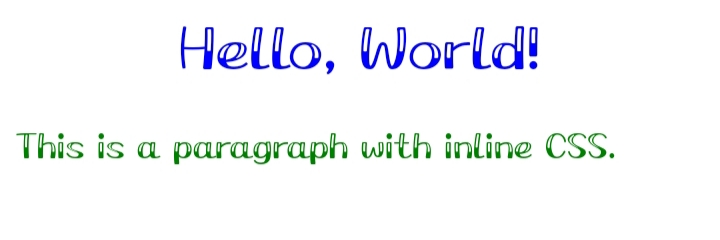 Hello, World!
This is a paragraph with inline CSS.